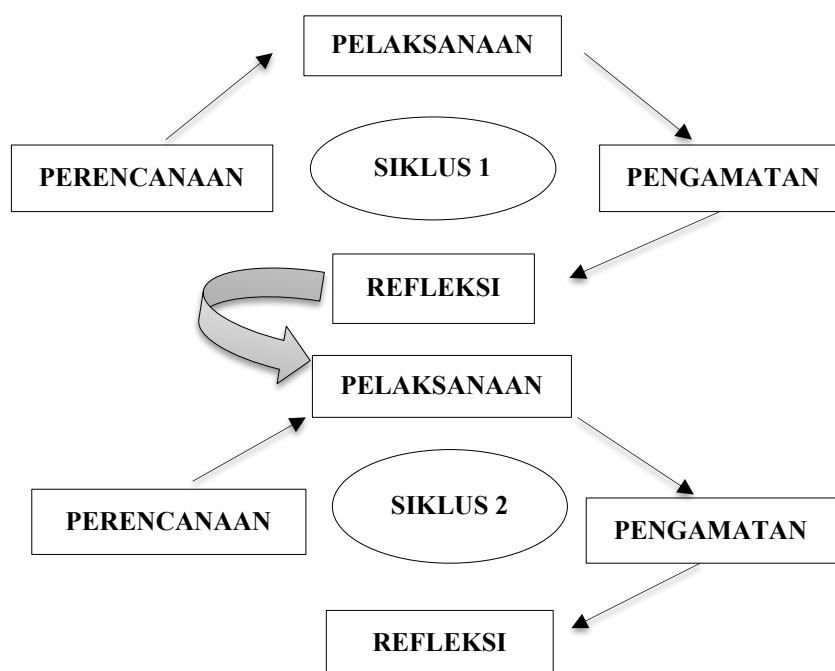 PELAKSANAAN
PERENCANAAN
SIKLUS 1
PENGAMATAN
REFLEKSI
PELAKSANAAN
PERENCANAAN
SIKLUS 2
PENGAMATAN
REFLEKSI